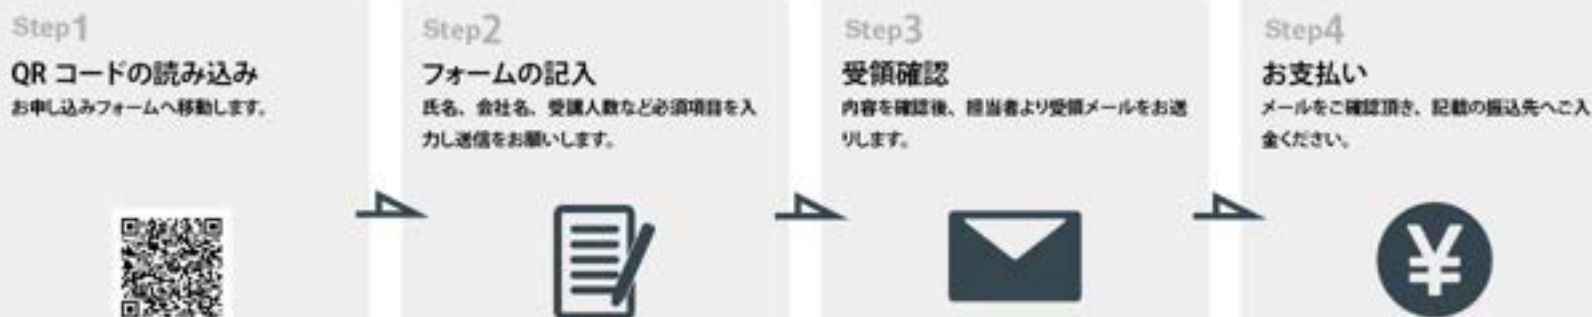 Step1
QR コードの読み込み
お申し込みフォームへ移動します。
Step2
フォームの記入
氏名、会社名、受講人数など必須項目を入
力し送信をお願いします。
Step3
受領確認
内容を確認後、担当者より受領メールをお送
りします。
Step4
お支払い
メールをご確認頂き、記載の振込先へご入
金ください。
¥